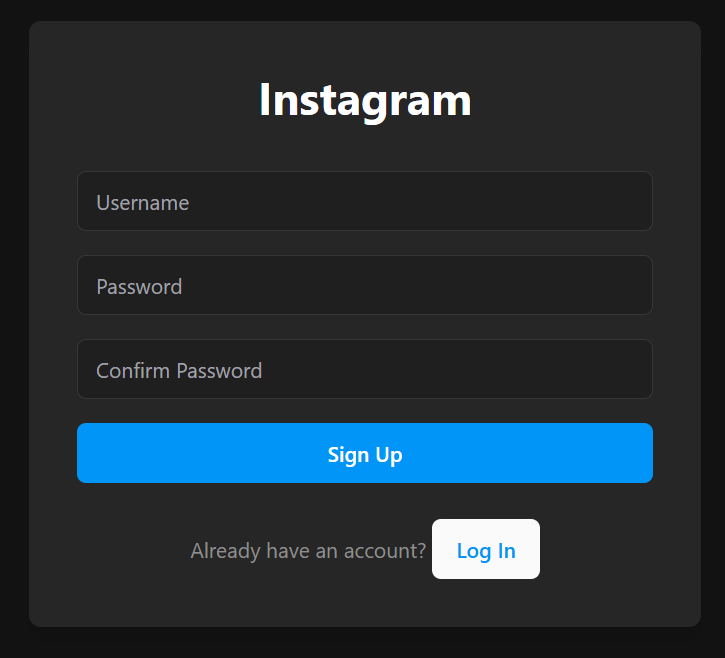 Instagram
Username
Password
Confirm Password
Sign Up
Already have an account? Log In